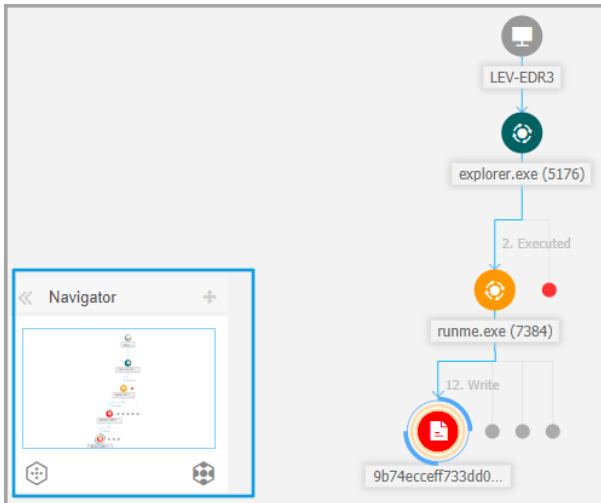 LEV-EDR3
explorer.exe (5176)
2. Executed
runme.exe (7384)
12. Write
9b74ecceff733dd0...
Navigator